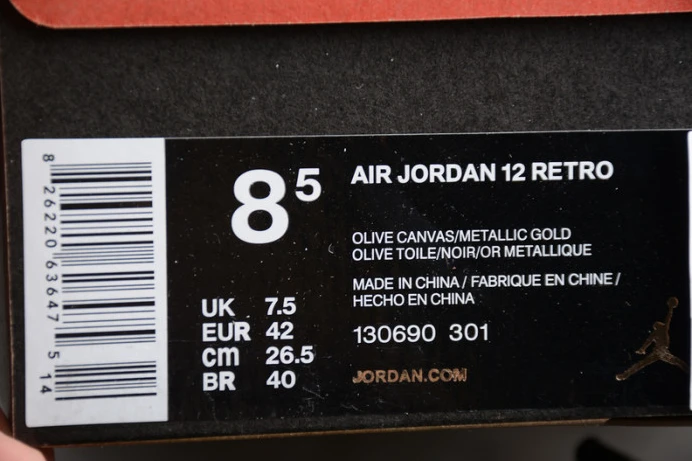 8 26220 63647 5 14
8 5
AIR JORDAN 12 RETRO
OLIVE CANVAS/METALLIC GOLD
OLIVE TOILE/NOIR/OR METALLIQUE
MADE IN CHINA / FABRIQUE EN CHINE /
HECHO EN CHINA
130690 301
JORDAN.COM
UK 7.5
EUR 42
cm 26.5
BR 40